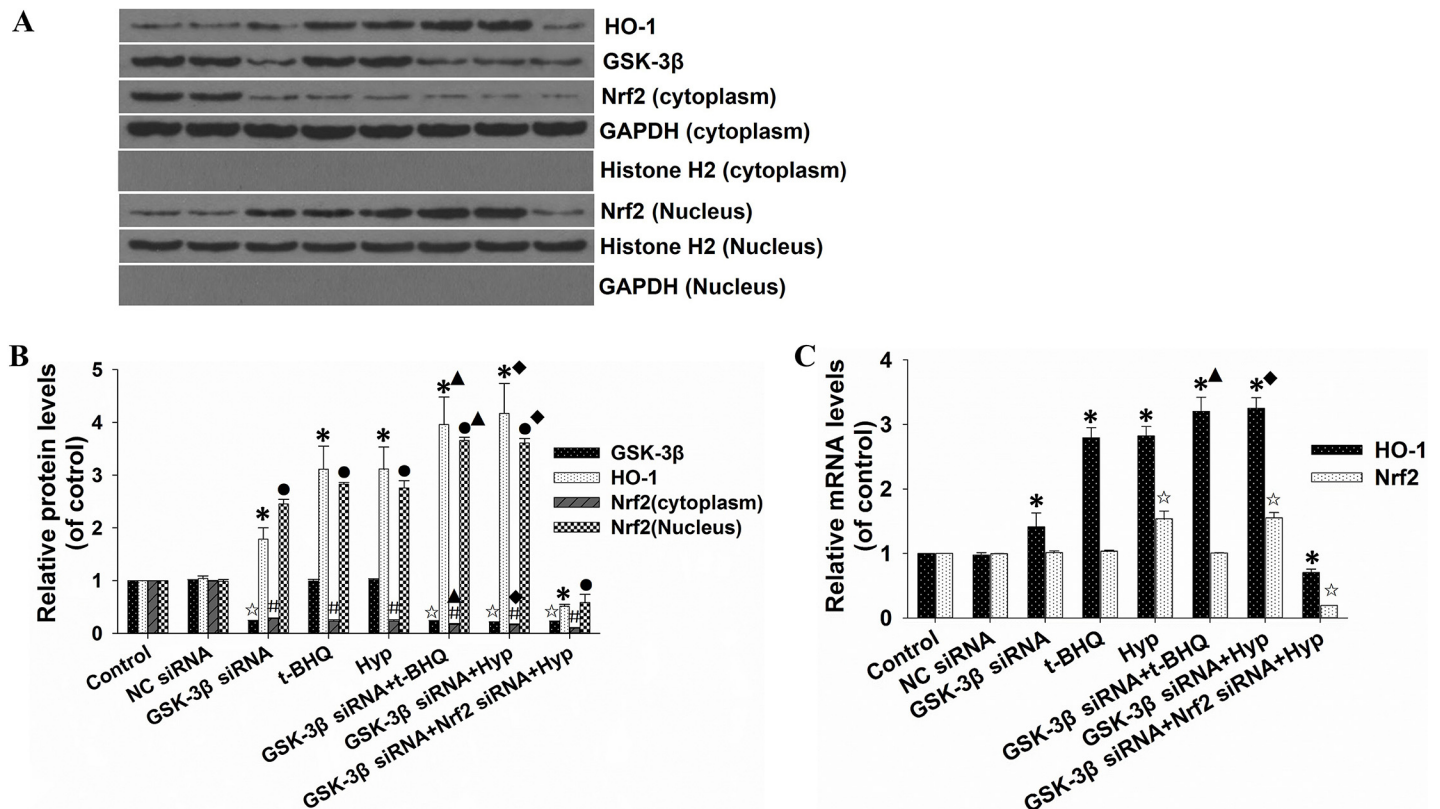 A
HO-1
GSK-3β
Nrf2 (cytoplasm)
GAPDH (cytoplasm)
Histone H2 (cytoplasm)
Nrf2 (Nucleus)
Histone H2 (Nucleus)
GAPDH (Nucleus)
B
Relative protein levels
(of cotrol)
5
4
3
2
1
0
* ● * ● * ● *▲ ●▲ *◆ ●◆ * ●
☆ # # # ☆ #▲ ☆ #◆ ☆ #
GSK-3β
HO-1
Nrf2(cytoplasm)
Nrf2(Nucleus)
Control
NC siRNA
GSK-3β siRNA
t-BHQ
Hyp
GSK-3β siRNA+t-BHQ
GSK-3β siRNA+Hyp
GSK-3β siRNA+Nrf2 siRNA+Hyp
C
Relative mRNA levels
(of control)
4
3
2
1
0
* * * ☆ *▲ *◆ ☆ * ☆
HO-1
Nrf2
Control
NC siRNA
GSK-3β siRNA
t-BHQ
Hyp
GSK-3β siRNA+t-BHQ
GSK-3β siRNA+Hyp
GSK-3β siRNA+Nrf2 siRNA+Hyp